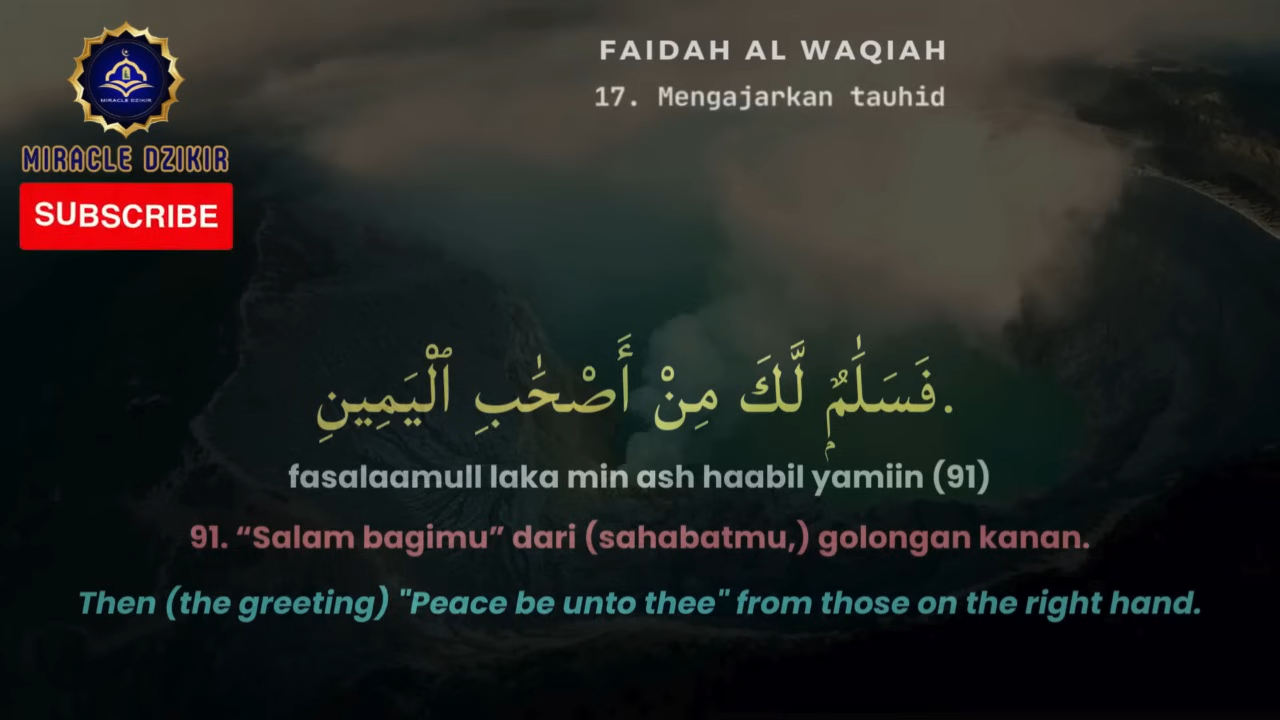 FAIDAH AL WAQIAH
17. Mengajarkan tauhid
MIRACLE DZIKIR
MIRACLE DZIKIR
SUBSCRIBE
فَسَلَٰمٌۭ لَّكَ مِنْ أَصْحَٰبِ ٱلْيَمِينِ.
fasalaamull laka min ash haabil yamiin (91)
91. “Salam bagimu” dari (sahabatmu,) golongan kanan.
Then (the greeting) "Peace be unto thee" from those on the right hand.